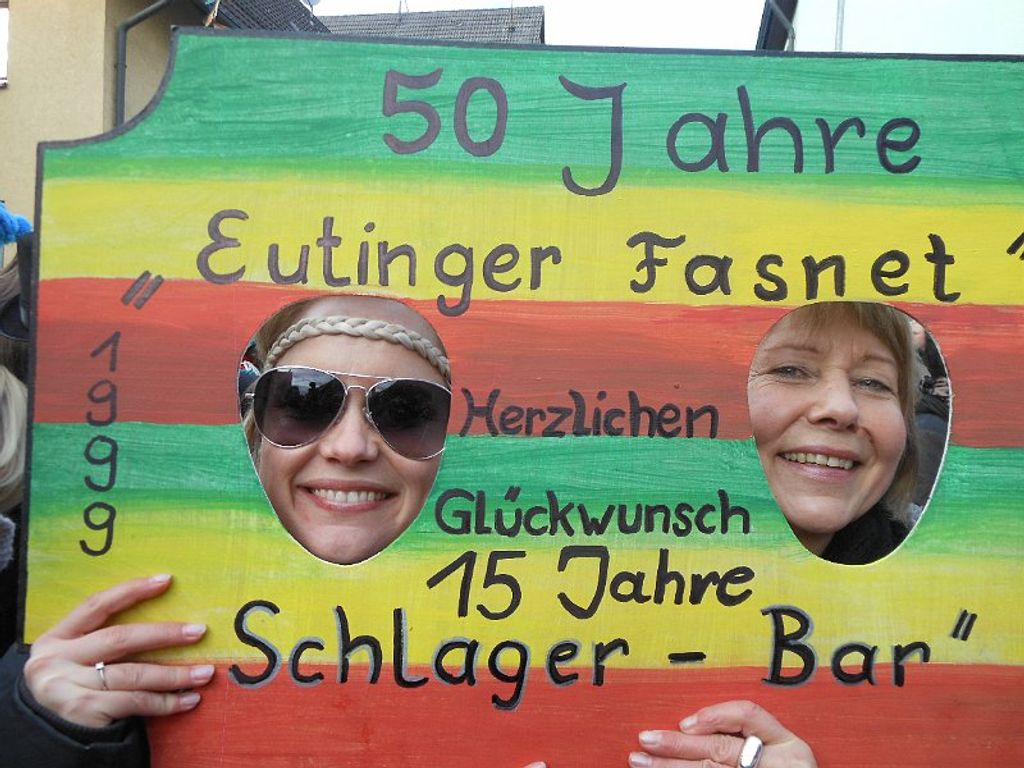 50 Jahre
Eutinger Fasnet"
"
1999
Herzlichen
Glückwunsch
15 Jahre
Schlager - Bar"